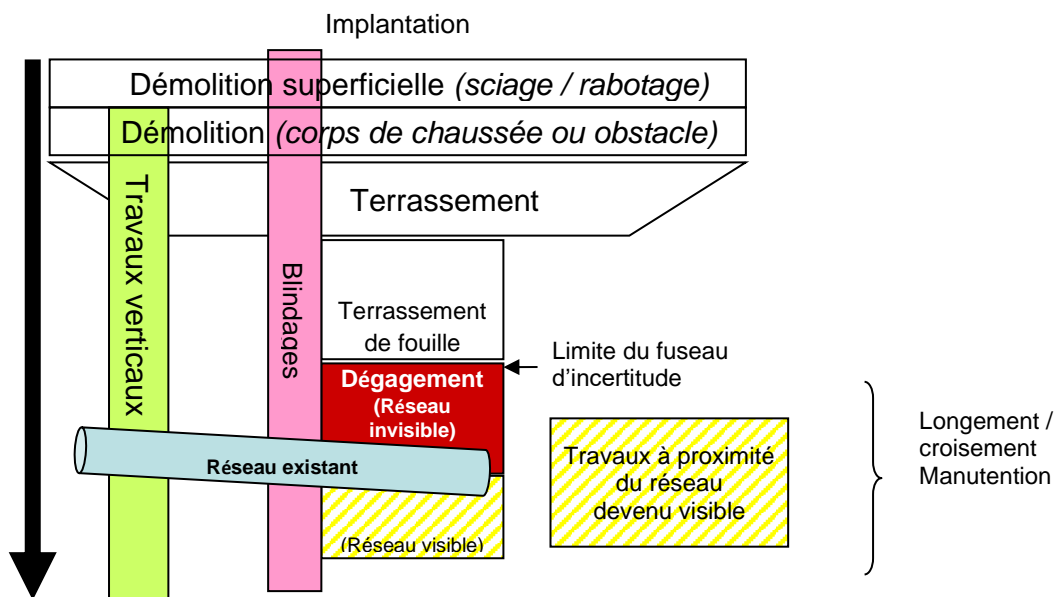 Implantation
Démolition superficielle (sciage / rabotage)
Démolition (corps de chaussée ou obstacle)
Terrassement
Travaux verticaux
Blindages
Terrassement
de fouille
Limite du fuseau
d'incertitude
Dégagement
(Réseau
invisible)
Réseau existant
(Réseau visible)
Travaux à proximité
du réseau
devenu visible
Longement /
croisement
Manutention